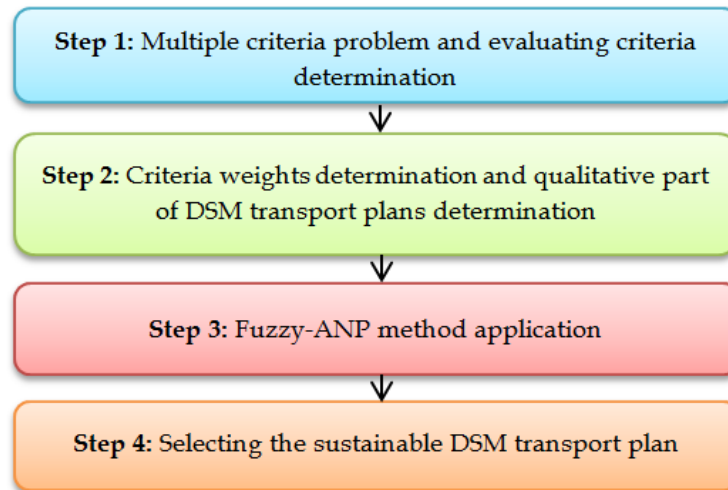 Step 1: Multiple criteria problem and evaluating criteria
determination
Step 2: Criteria weights determination and qualitative part
of DSM transport plans determination
Step 3: Fuzzy-ANP method application
Step 4: Selecting the sustainable DSM transport plan